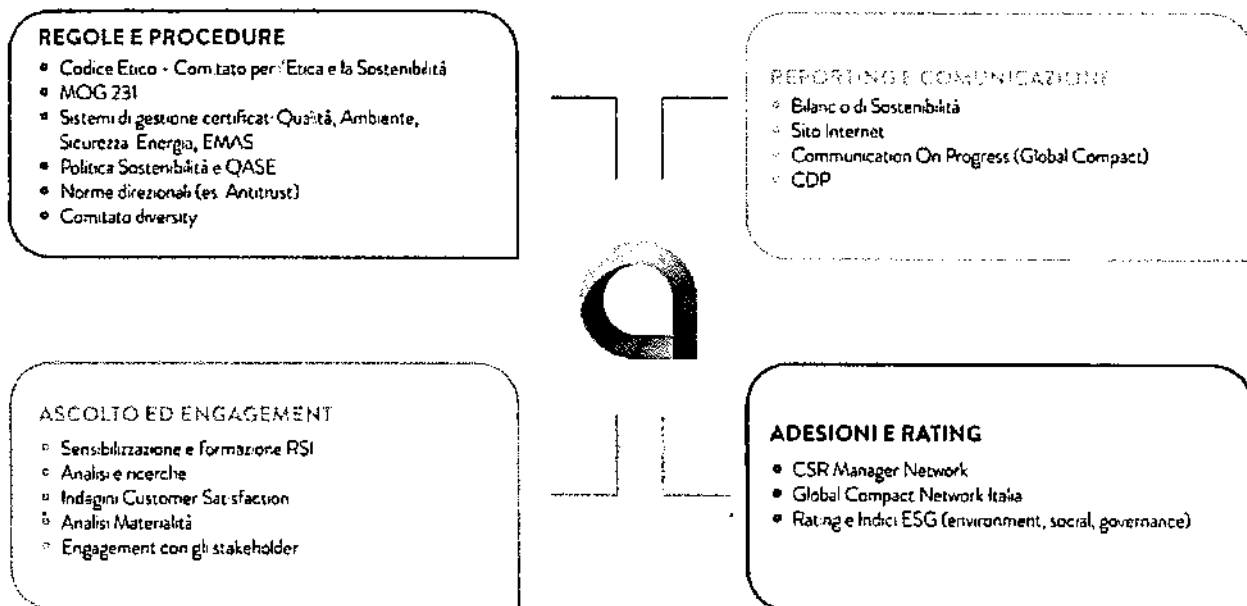 REGOLE E PROCEDURE
• Codice Etico - Comitato per l'Etica e la Sostenibilità
• MOG 231
• Sistemi di gestione certificati Qualità, Ambiente,
Sicurezza Energia, EMAS
• Politica Sostenibilità e QASE
• Norme direzionali (es. Antitrust)
• Comitato diversity
REPORTING E COMUNICAZIONE
• Bilancio di Sostenibilità
• Sito Internet
• Communication On Progress (Global Compact)
• CDP
ASCOLTO ED ENGAGEMENT
• Sensibilizzazione e formazione RSI
• Analisi e ricerche
• Indagini Customer Satisfaction
• Analisi Materialità
• Engagement con gli stakeholder
ADESIONI E RATING
• CSR Manager Network
• Global Compact Network Italia
• Rating e Indici ESG (environment, social, governance)